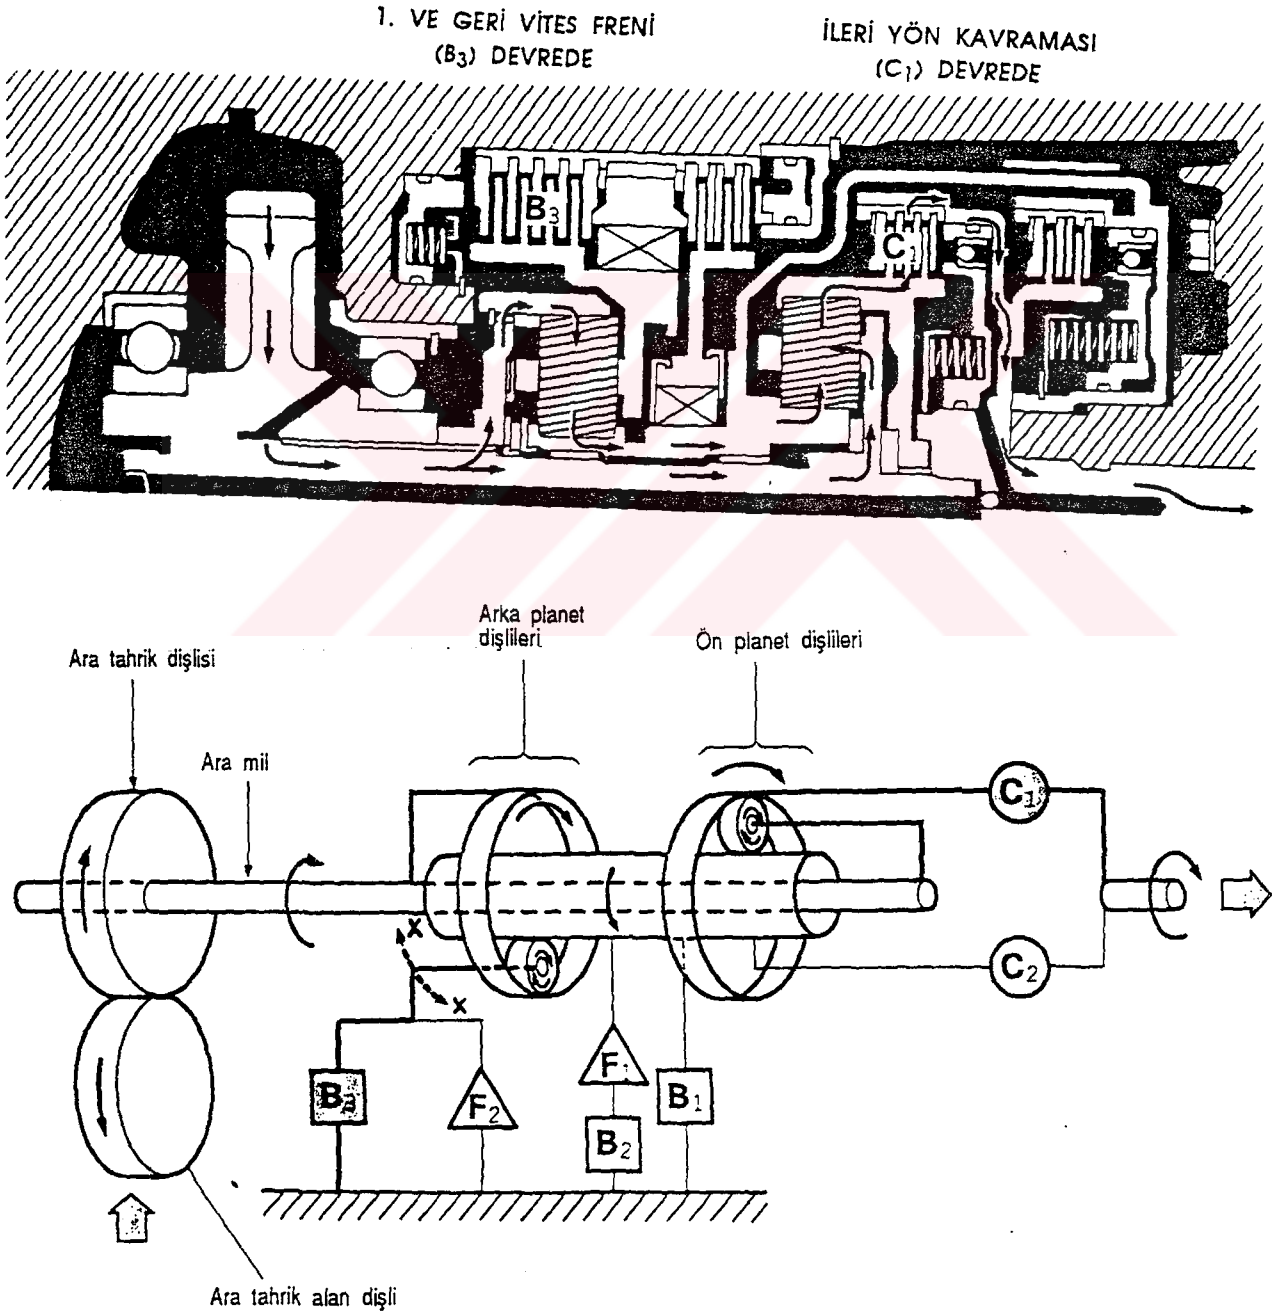 1. VE GERİ VİTES FRENİ
(B3) DEVREDE
İLERİ YÖN KAVRAMASI
(C1) DEVREDE
B3
C1
Arka planet
dişlileri
Ön planet dişlileri
Ara tahrik dişlisi
Ara mil
C1
X
X
C2
B3
F2
F1
B2
B1
Ara tahrik alan dişli